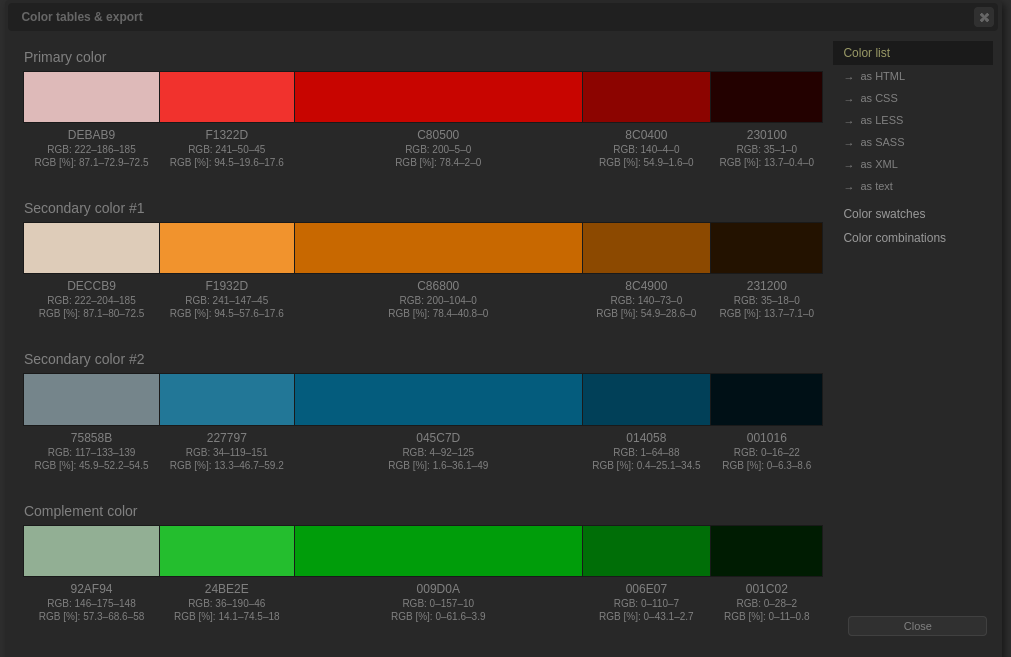 Color tables & export
Primary color
DEBAB9 F1322D C80500 8C0400 230100
RGB: 222–186–185 RGB: 241–50–45 RGB: 200–5–0 RGB: 140–4–0 RGB: 35–1–0
RGB [%]: 87.1–72.9–72.5 RGB [%]: 94.5–19.6–17.6 RGB [%]: 78.4–2–0 RGB [%]: 54.9–1.6–0 RGB [%]: 13.7–0.4–0
Secondary color #1
DECCB9 F1932D C86800 8C4900 231200
RGB: 222–204–185 RGB: 241–147–45 RGB: 200–104–0 RGB: 140–73–0 RGB: 35–18–0
RGB [%]: 87.1–80–72.5 RGB [%]: 94.5–57.6–17.6 RGB [%]: 78.4–40.8–0 RGB [%]: 54.9–28.6–0 RGB [%]: 13.7–7.1–0
Secondary color #2
75858B 227797 045C7D 014058 001016
RGB: 117–133–139 RGB: 34–119–151 RGB: 4–92–125 RGB: 1–64–88 RGB: 0–16–22
RGB [%]: 45.9–52.2–54.5 RGB [%]: 13.3–46.7–59.2 RGB [%]: 1.6–36.1–49 RGB [%]: 0.4–25.1–34.5 RGB [%]: 0–6.3–8.6
Complement color
92AF94 24BE2E 009D0A 006E07 001C02
RGB: 146–175–148 RGB: 36–190–46 RGB: 0–157–10 RGB: 0–110–7 RGB: 0–28–2
RGB [%]: 57.3–68.6–58 RGB [%]: 14.1–74.5–18 RGB [%]: 0–61.6–3.9 RGB [%]: 0–43.1–2.7 RGB [%]: 0–11–0.8
Color list
→ as HTML
→ as CSS
→ as LESS
→ as SASS
→ as XML
→ as text
Color swatches
Color combinations
Close